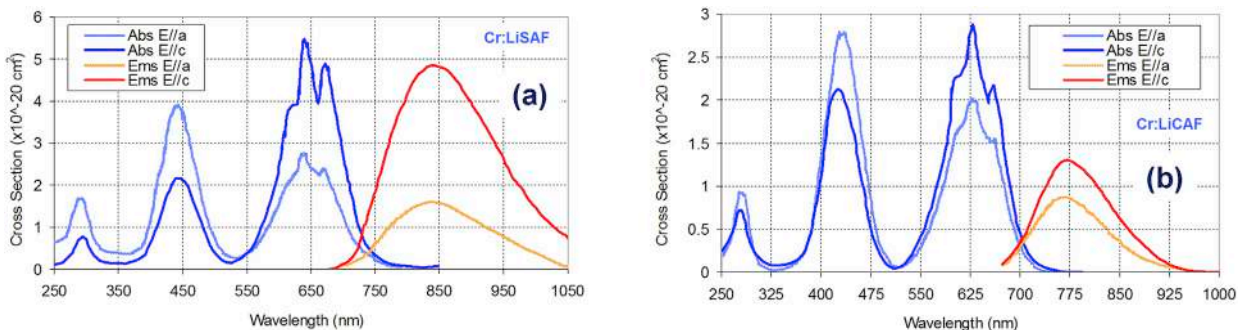 Cross Section (x10^-20 cm²)
6
5
4
3
2
1
0
Abs E//a
Abs E//c
Ems E//a
Ems E//c
Cr:LiSAF
(a)
250 350 450 550 650 750 850 950 1050
Wavelength (nm)
Cross Section (x10^-20 cm²)
3
2.5
2
1.5
1
0.5
0
Abs E//a
Abs E//c
Ems E//a
Ems E//c
Cr:LiCAF
(b)
250 325 400 475 550 625 700 775 850 925 1000
Wavelength (nm)